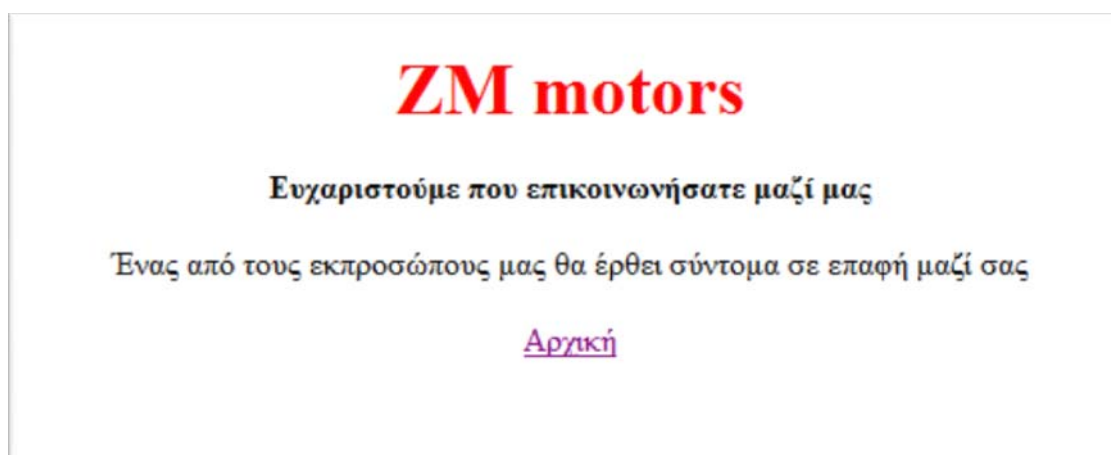 ZM motors
Ευχαριστούμε που επικοινωνήσατε μαζί μας
Ένας από τους εκπροσώπους μας θα έρθει σύντομα σε επαφή μαζί σας
Αρχική